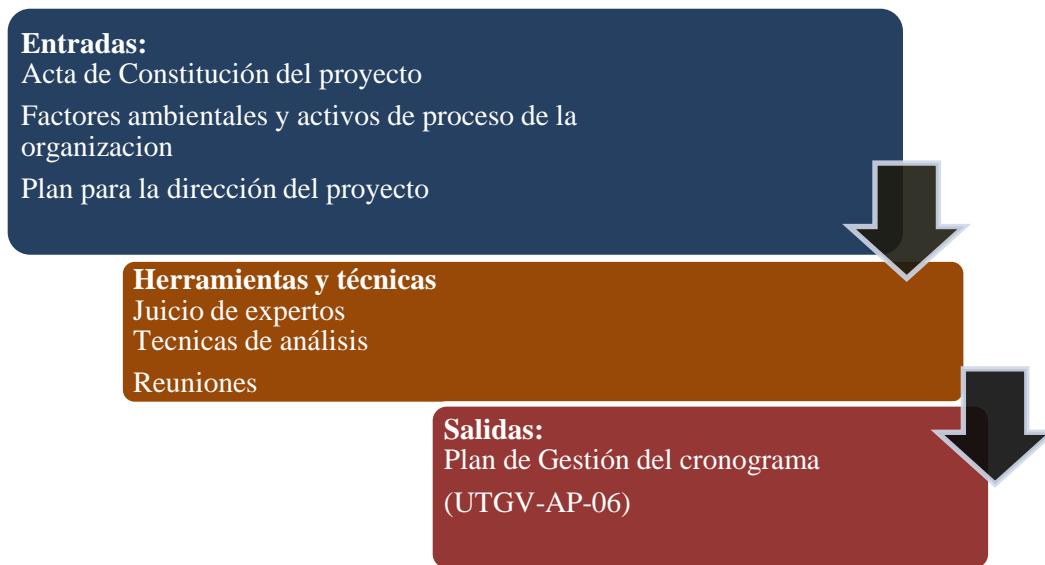 Entradas:
Acta de Constitución del proyecto
Factores ambientales y activos de proceso de la
organizacion
Plan para la dirección del proyecto
Herramientas y técnicas
Juicio de expertos
Tecnicas de análisis
Reuniones
Salidas:
Plan de Gestión del cronograma
(UTGV-AP-06)